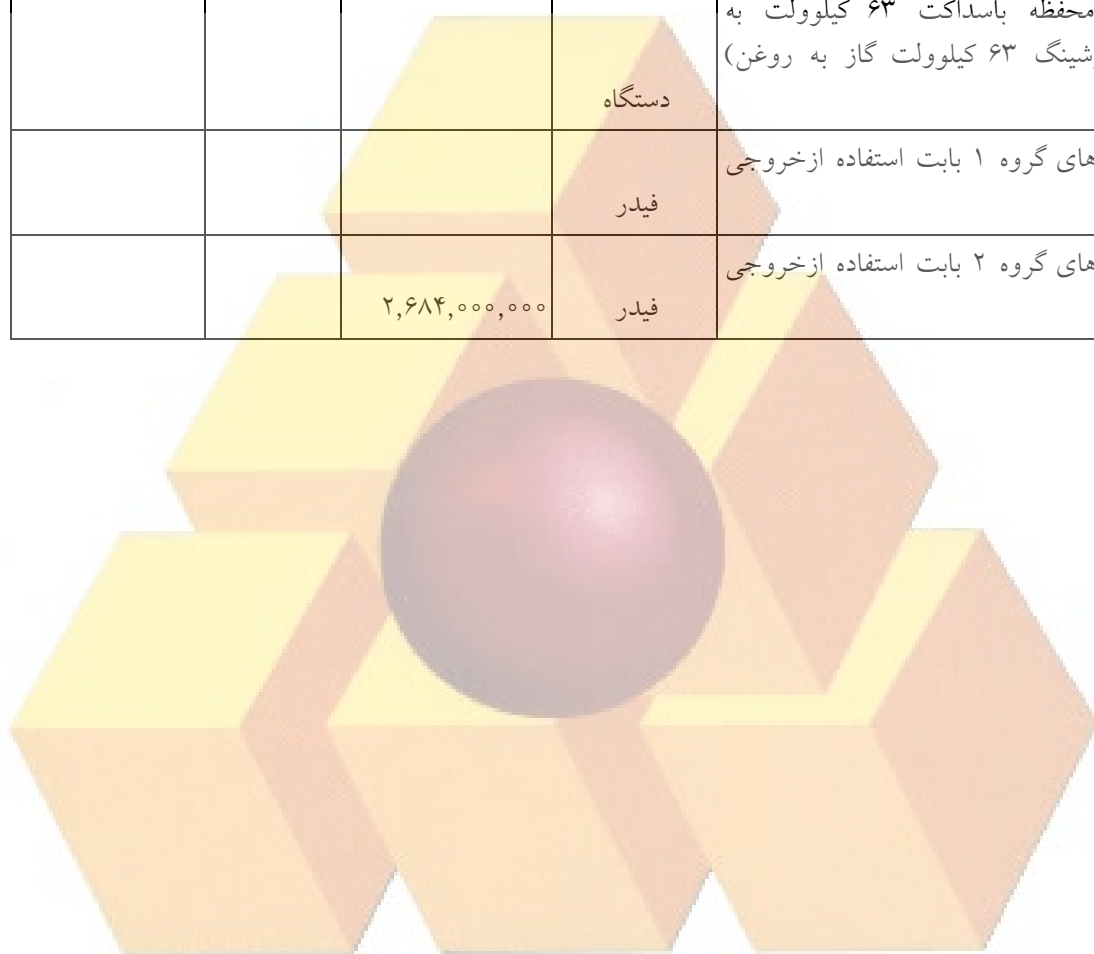 محفظه باسداکت ۶۳ کیلوولت به
شینگ ۶۳ کیلوولت گاز به روغن)
دستگاه
های گروه ۱ بابت استفاده ازخروجی
فیدر
های گروه ۲ بابت استفاده ازخروجی
فیدر
۲,۶۸۴,۰۰۰,۰۰۰